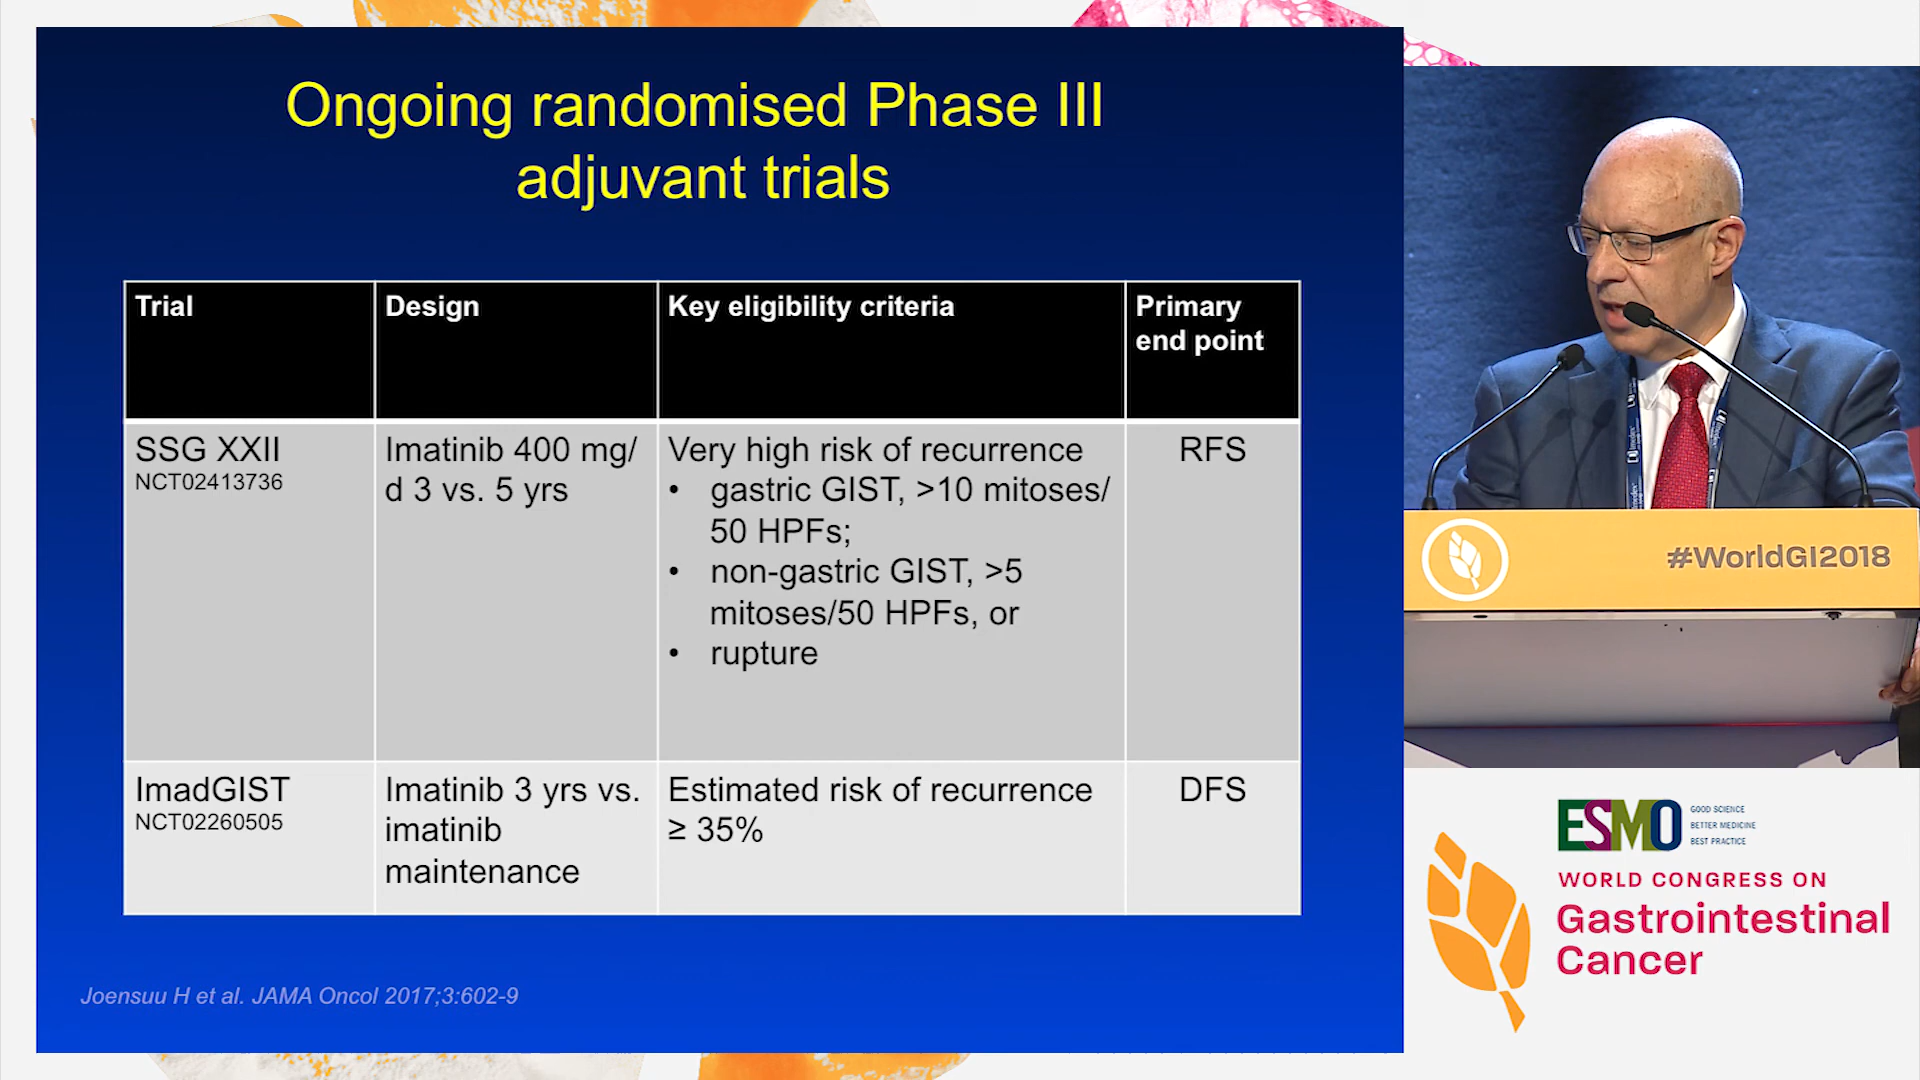 Ongoing randomised Phase III
adjuvant trials
Trial
Design
Key eligibility criteria
Primary
end point
SSG XXII
NCT02413736
Imatinib 400 mg/
d 3 vs. 5 yrs
Very high risk of recurrence
• gastric GIST, >10 mitoses/
50 HPFs;
• non-gastric GIST, >5
mitoses/50 HPFs, or
• rupture
RFS
ImadGIST
NCT02260505
Imatinib 3 yrs vs.
imatinib
maintenance
Estimated risk of recurrence
≥ 35%
DFS
Joensuu H et al. JAMA Oncol 2017;3:602-9
#WorldGI2018
ESMO
GOOD SCIENCE
BETTER MEDICINE
BEST PRACTICE
WORLD CONGRESS ON
Gastrointestinal
Cancer